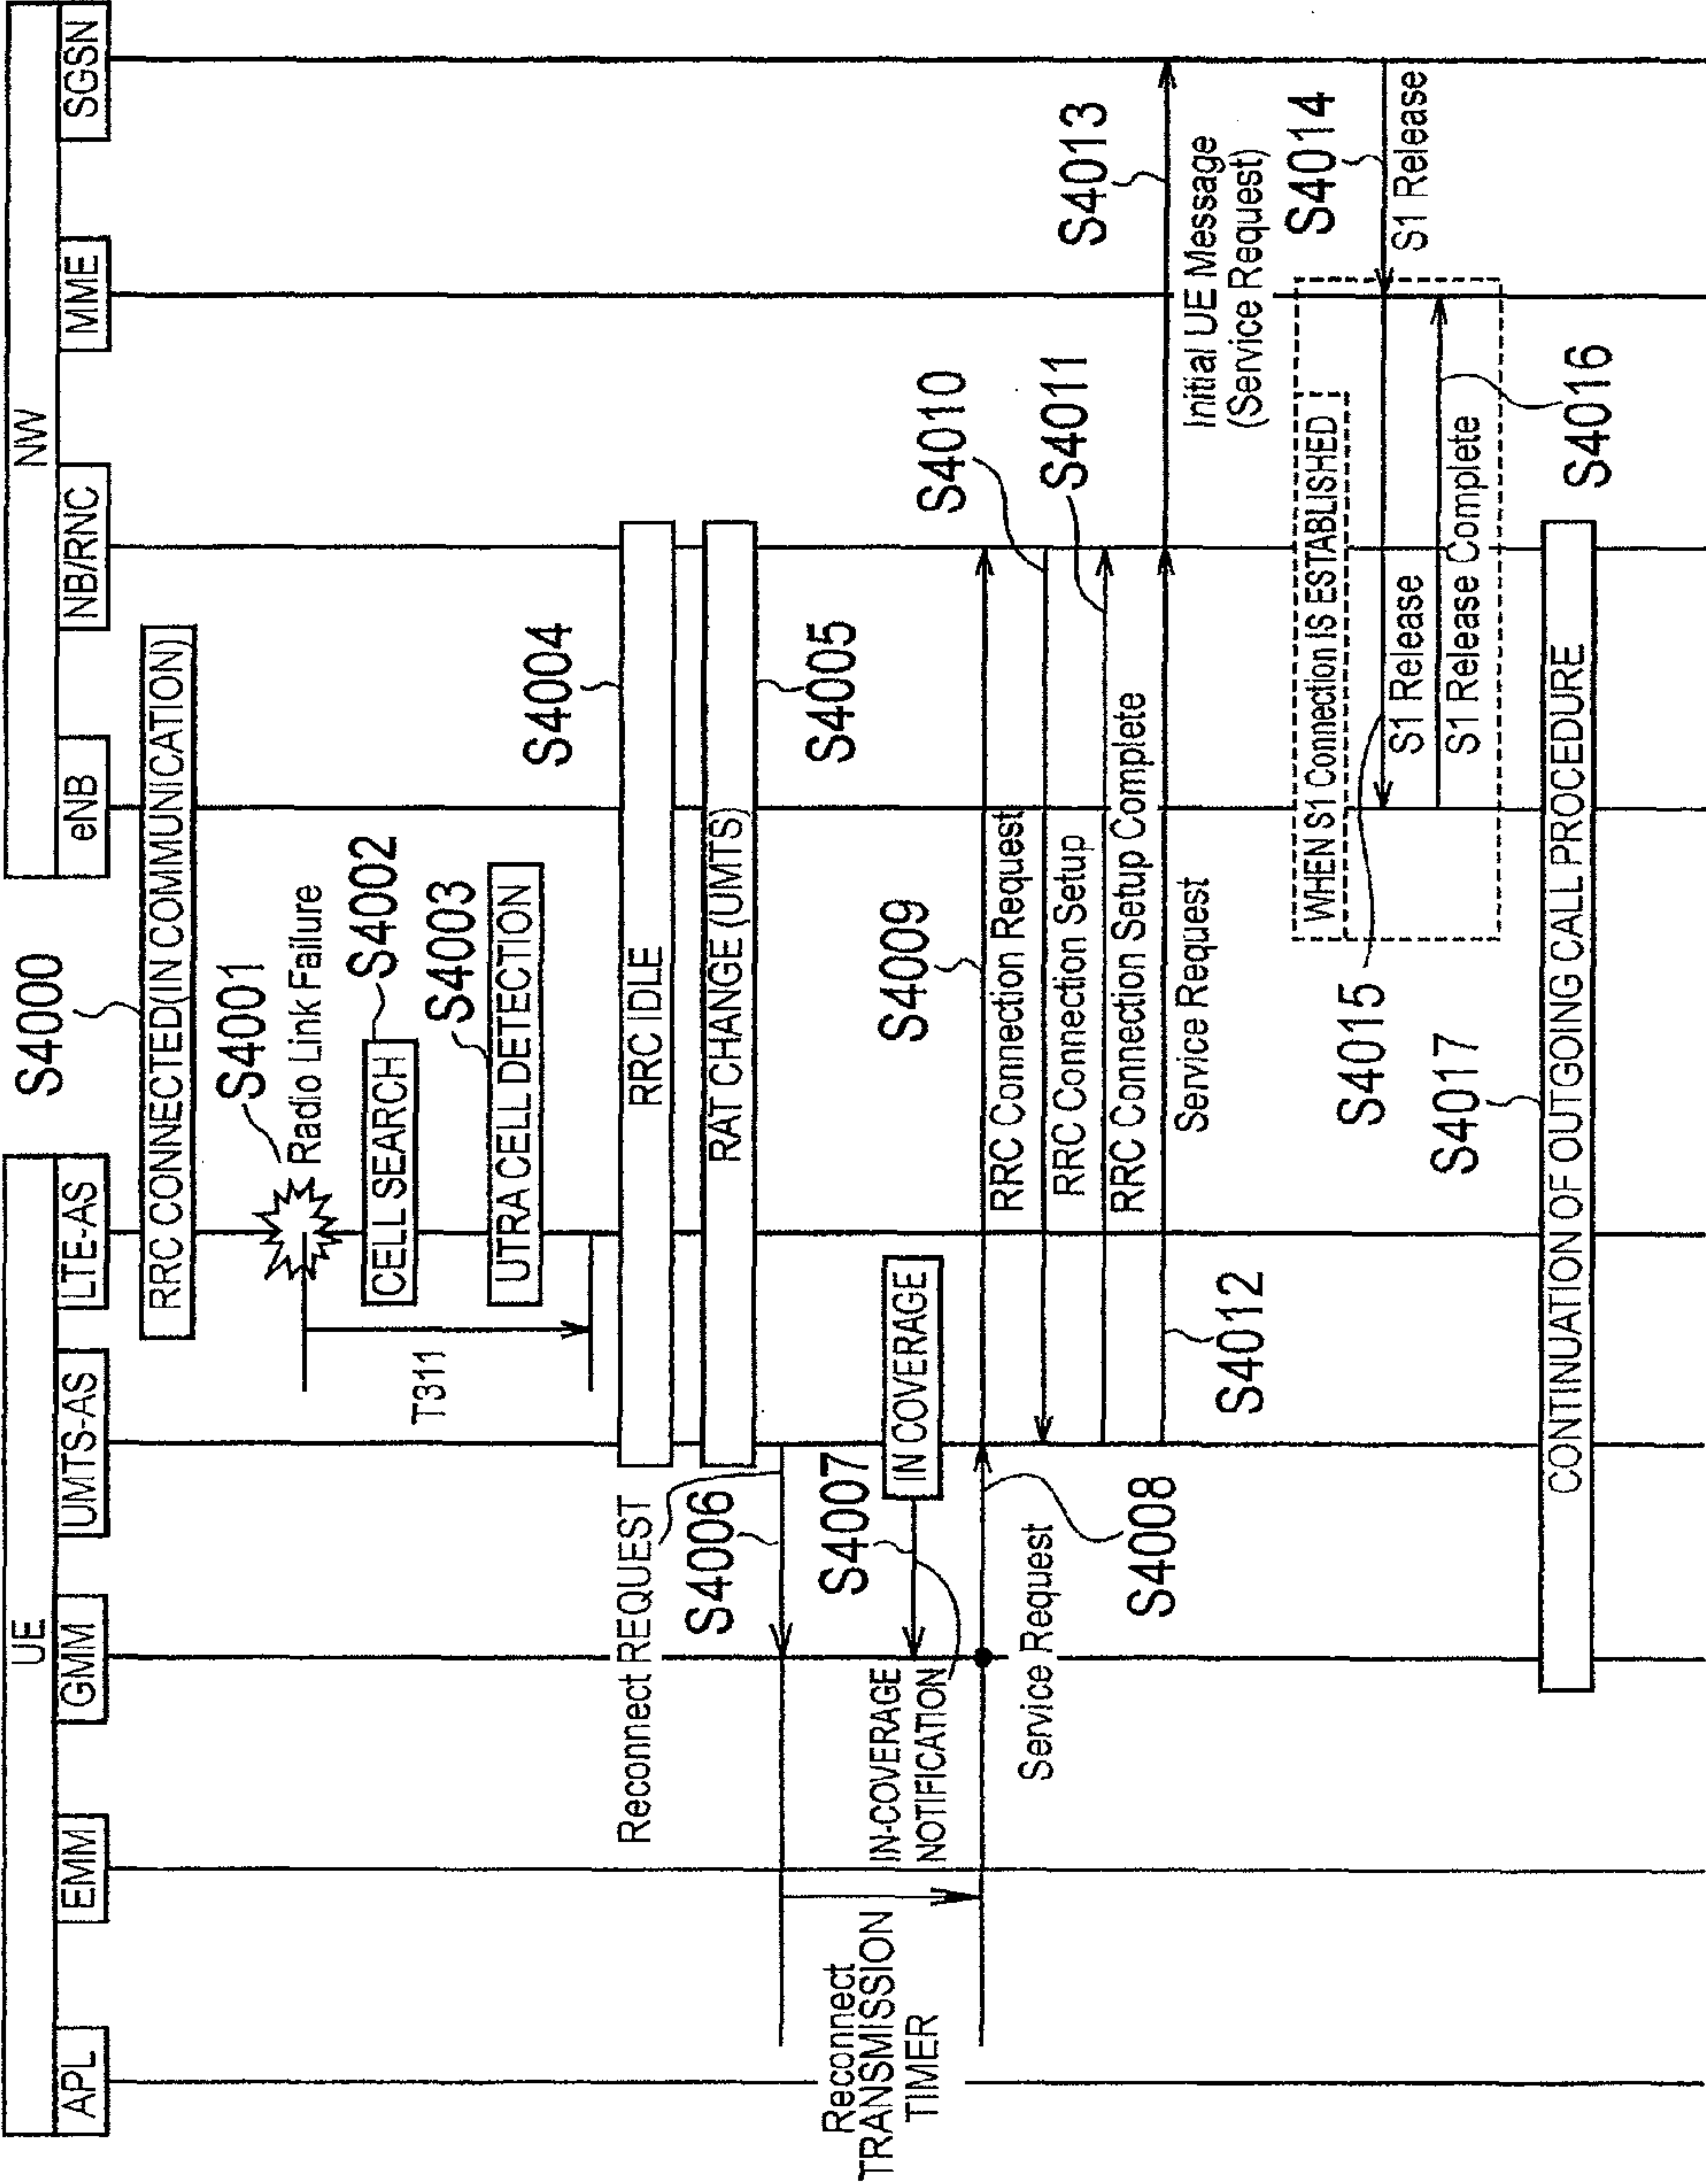 UE
NW
APL
EMM
GMM
UMTS-AS
LTE-AS
eNB
NB/RNC
MME
SGSN
S4000
RRC CONNECTED(IN COMMUNICATION)
S4001
Radio Link Failure
CELL SEARCH
S4002
S4003
UTRA CELL DETECTION
T311
S4004
RRC IDLE
RAT CHANGE (UMTS)
S4005
Reconnect REQUEST
S4006
Reconnect
TRANSMISSION
TIMER
S4007
IN COVERAGE
IN-COVERAGE
NOTIFICATION
S4008
Service Request
S4009
RRC Connection Request
S4010
RRC Connection Setup
S4011
RRC Connection Setup Complete
S4012
Service Request
S4013
Initial UE Message
(Service Request)
S4014
S1 Release
WHEN S1 Connection IS ESTABLISHED
S4015
S1 Release
S1 Release Complete
S4016
S4017
CONTINUATION OF OUTGOING CALL PROCEDURE